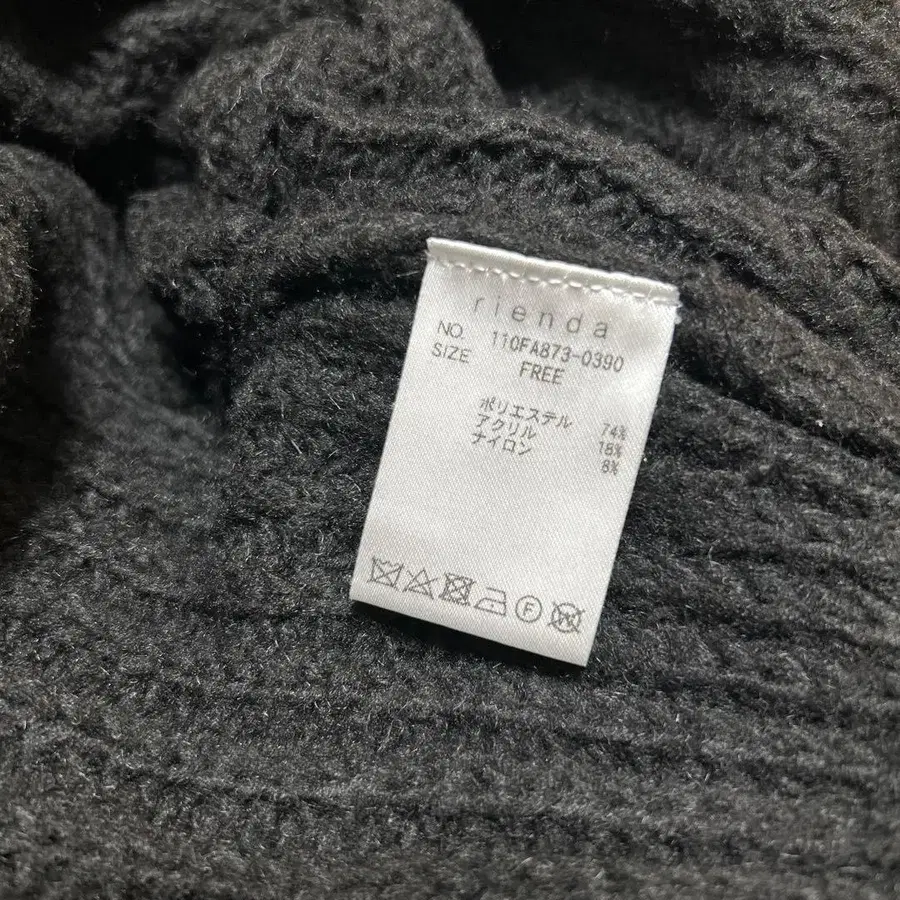 rienda
NO. 110FA873-0390
SIZE FREE
ポリエステル 74%
アクリル 18%
ナイロン 8%
F W